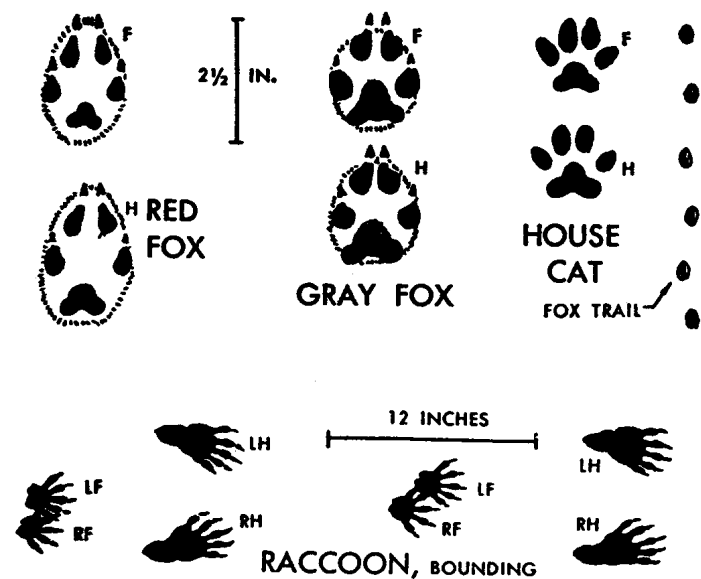 F
2½ IN.
F
F
H
RED
FOX
H
GRAY FOX
H
HOUSE
CAT
FOX TRAIL
12 INCHES
LH
LH
LF
LF
RF
RF
RH
RH
RACCOON, BOUNDING